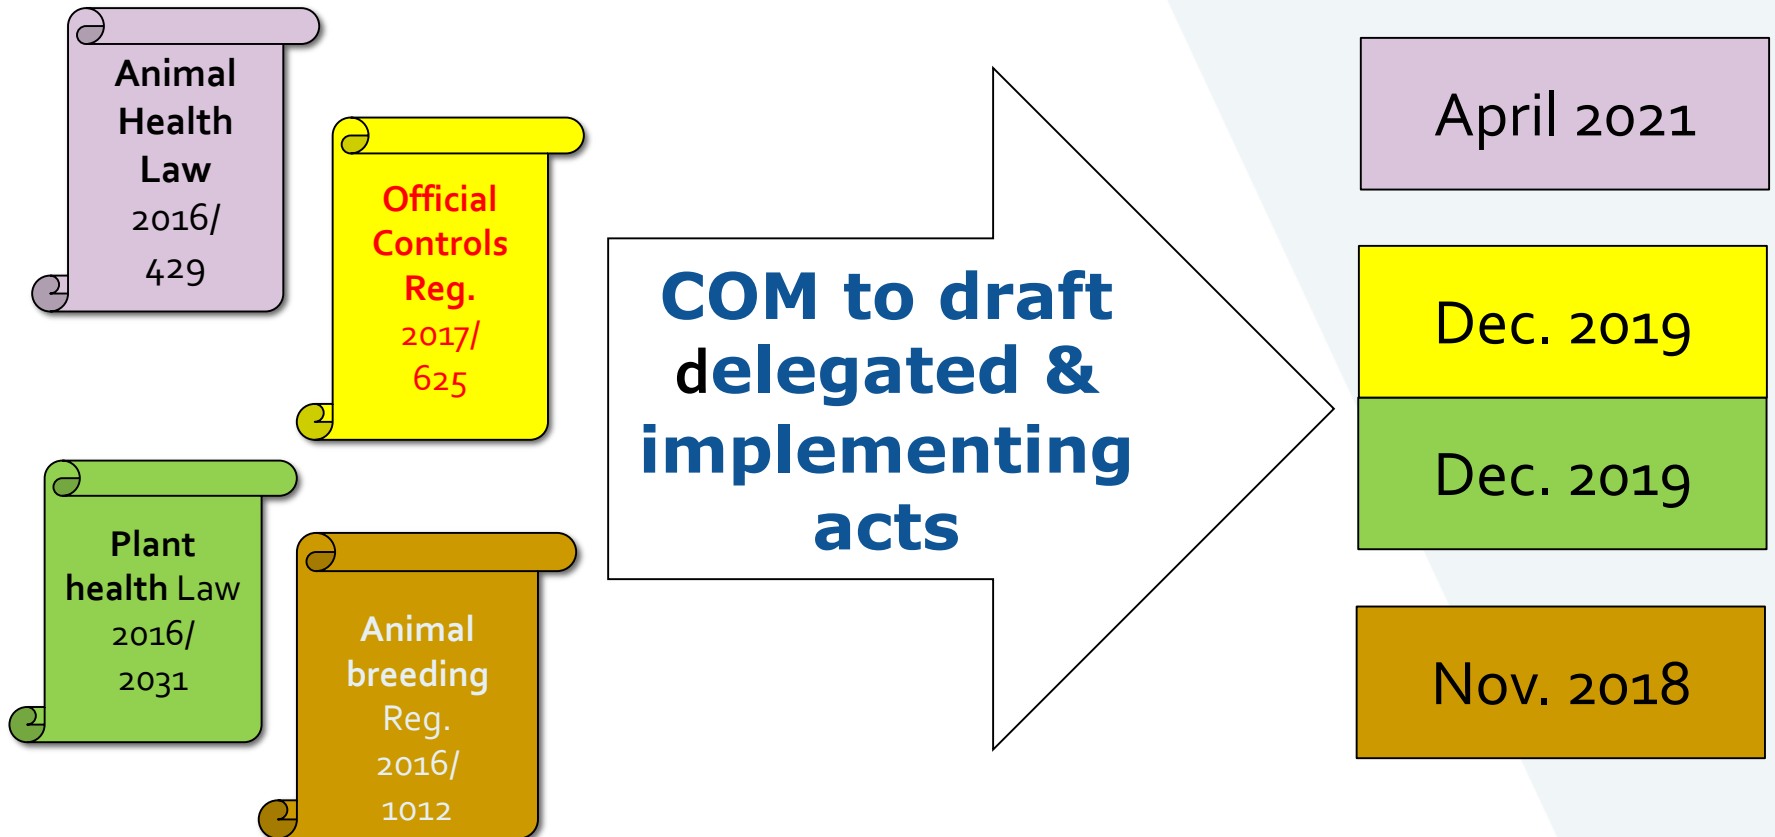 Animal
Health
Law
2016/
429
Official
Controls
Reg.
2017/
625
Plant
health Law
2016/
2031
Animal
breeding
Reg.
2016/
1012
COM to draft
delegated &
implementing
acts
April 2021
Dec. 2019
Dec. 2019
Nov. 2018